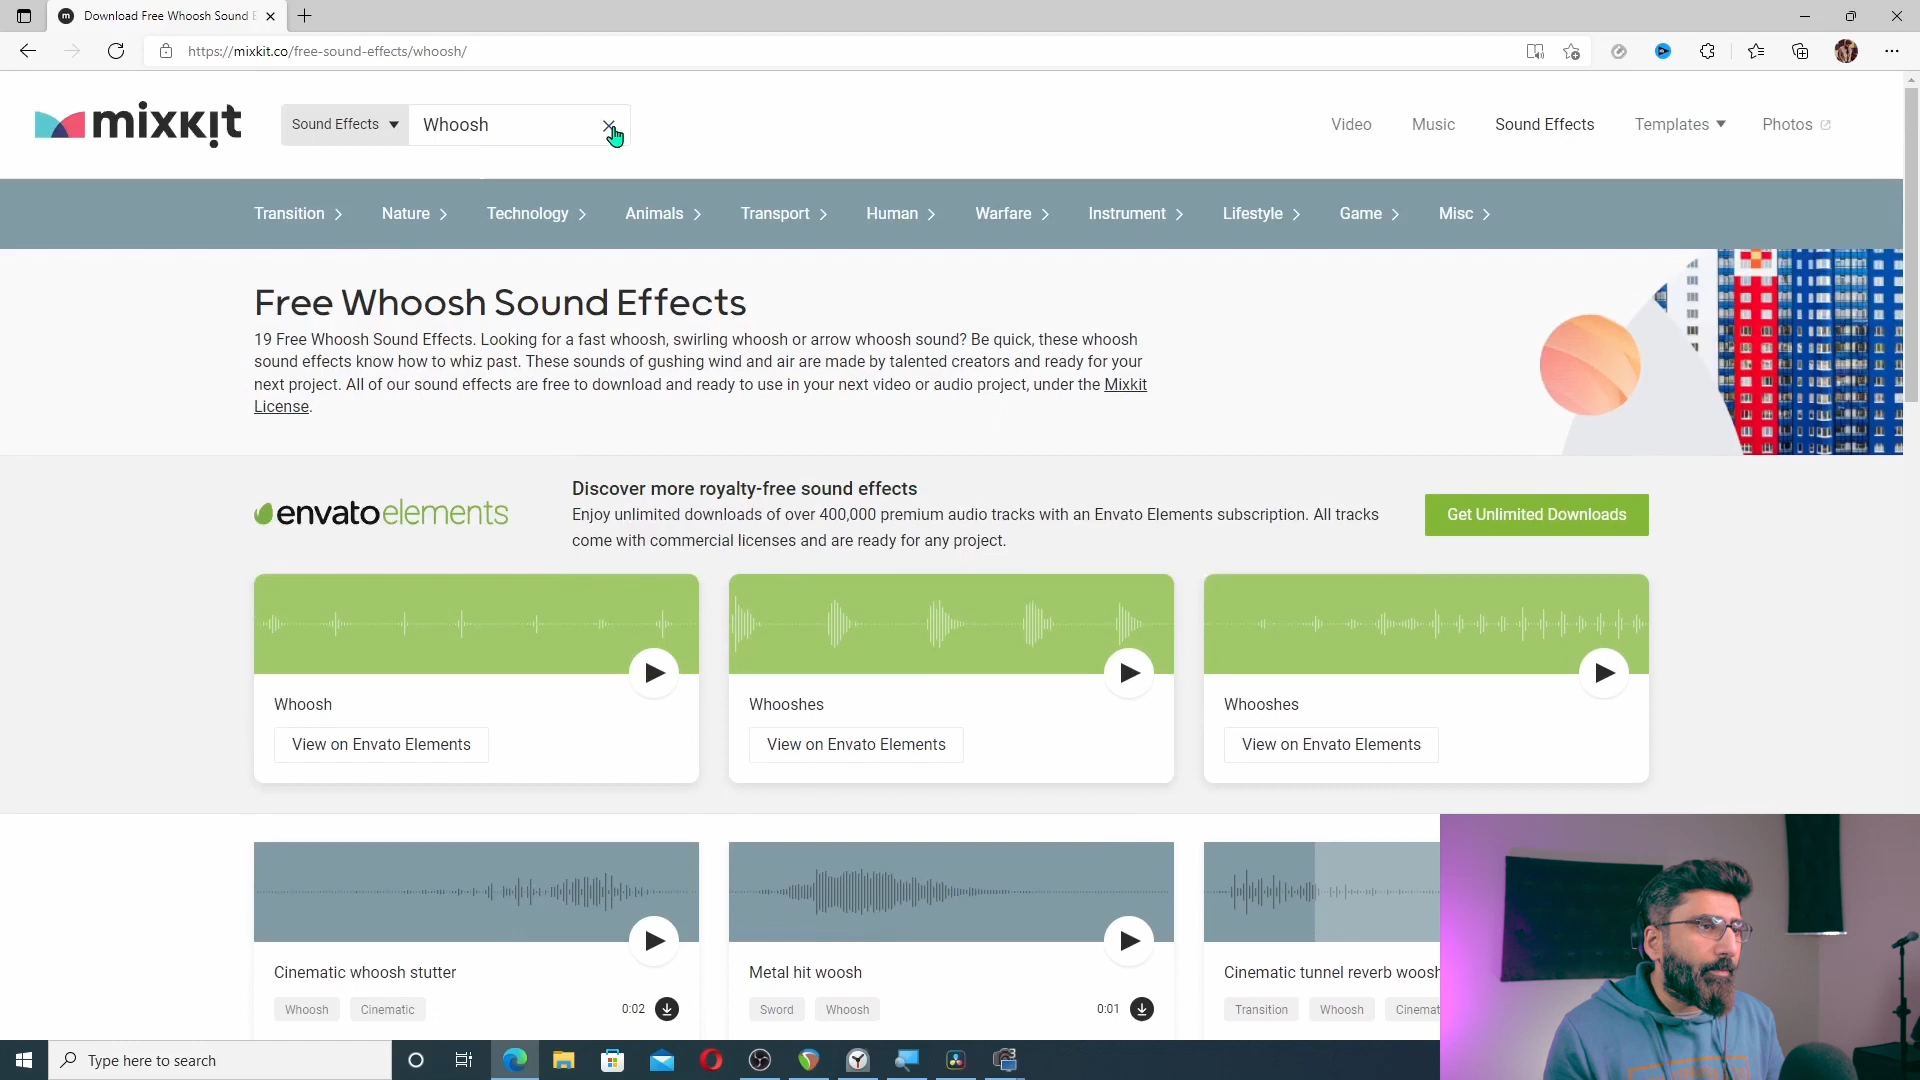 Download Free Whoosh Sound E
https://mixkit.co/free-sound-effects/whoosh/
mixkit
Sound Effects
Whoosh
Video
Music
Sound Effects
Templates
Photos
Transition
Nature
Technology
Animals
Transport
Human
Warfare
Instrument
Lifestyle
Game
Misc
Free Whoosh Sound Effects
19 Free Whoosh Sound Effects. Looking for a fast whoosh, swirling whoosh or arrow whoosh sound? Be quick, these whoosh
sound effects know how to whiz past. These sounds of gushing wind and air are made by talented creators and ready for your
next project. All of our sound effects are free to download and ready to use in your next video or audio project, under the Mixkit
License.
envatoelements
Discover more royalty-free sound effects
Enjoy unlimited downloads of over 400,000 premium audio tracks with an Envato Elements subscription. All tracks
come with commercial licenses and are ready for any project.
Get Unlimited Downloads
Whoosh
View on Envato Elements
Whooshes
View on Envato Elements
Whooshes
View on Envato Elements
Cinematic whoosh stutter
Whoosh
Cinematic
0:02
Metal hit woosh
Sword
Whoosh
0:01
Cinematic tunnel reverb woosh
Transition
Whoosh
Cinemat
Type here to search